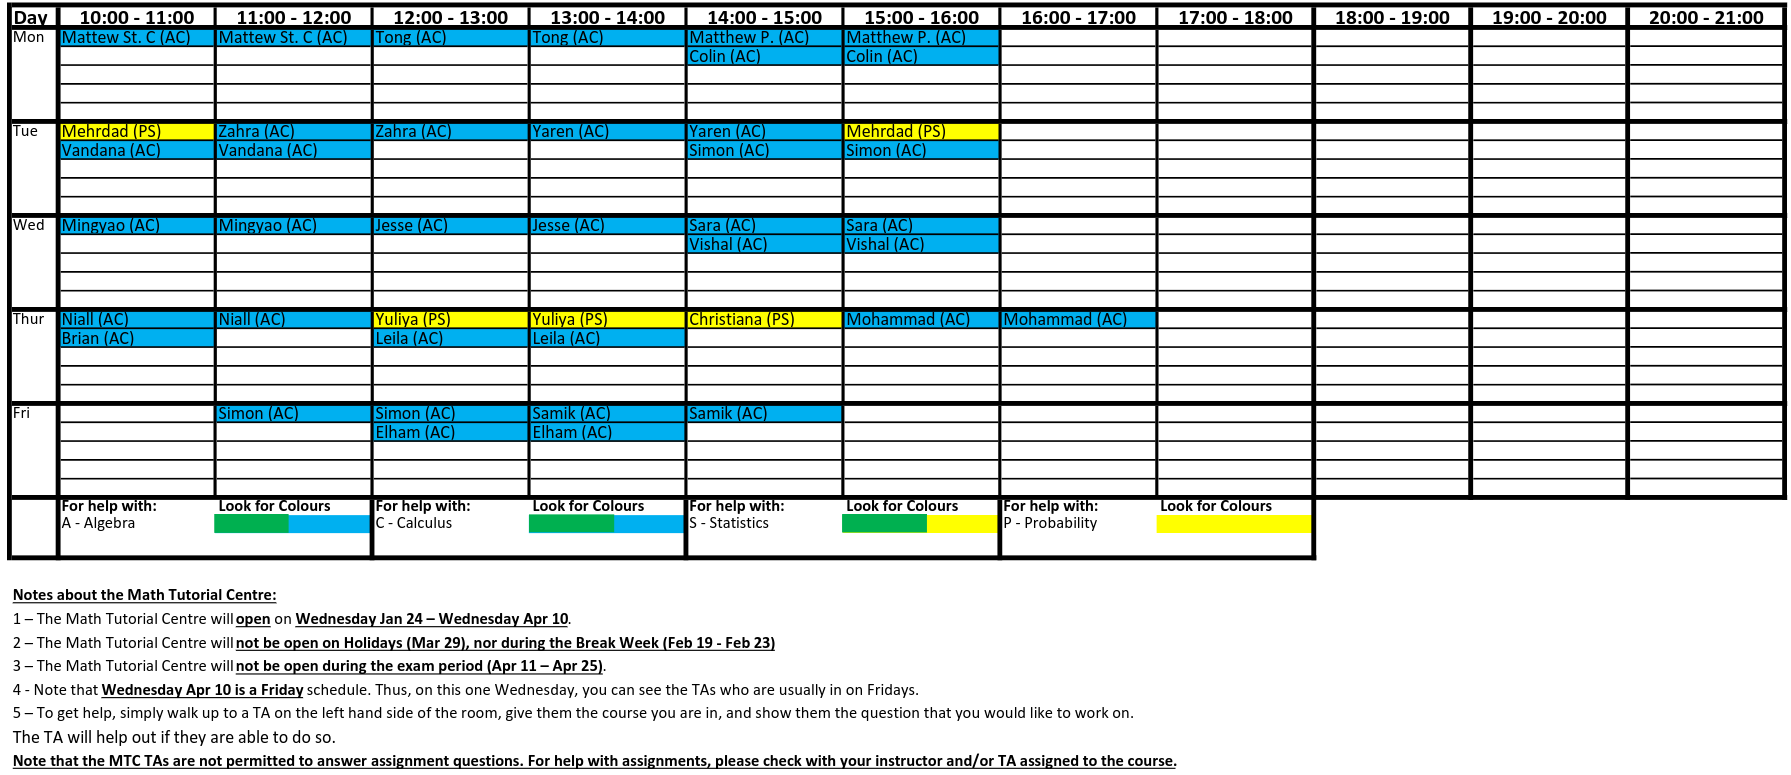 Day 10:00 - 11:00 11:00 - 12:00 12:00 - 13:00 13:00 - 14:00 14:00 - 15:00 15:00 - 16:00 16:00 - 17:00 17:00 - 18:00 18:00 - 19:00 19:00 - 20:00 20:00 - 21:00
Mon Mattew St. C (AC) Mattew St. C (AC) Tong (AC) Tong (AC) Matthew P. (AC) Matthew P. (AC)
Colin (AC) Colin (AC)
Tue Mehrdad (PS) Zahra (AC) Zahra (AC) Yaren (AC) Yaren (AC) Mehrdad (PS)
Vandana (AC) Vandana (AC) Simon (AC) Simon (AC)
Wed Mingyao (AC) Mingyao (AC) Jesse (AC) Jesse (AC) Sara (AC) Sara (AC)
Vishal (AC) Vishal (AC)
Thur Niall (AC) Niall (AC) Yuliya (PS) Yuliya (PS) Christiana (PS) Mohammad (AC) Mohammad (AC)
Brian (AC) Leila (AC) Leila (AC)
Fri Simon (AC) Simon (AC) Samik (AC) Samik (AC)
Elham (AC) Elham (AC)
For help with: Look for Colours For help with: Look for Colours For help with: Look for Colours For help with: Look for Colours
A - Algebra C - Calculus S - Statistics P - Probability
Notes about the Math Tutorial Centre:
1 – The Math Tutorial Centre will open on Wednesday Jan 24 – Wednesday Apr 10.
2 – The Math Tutorial Centre will not be open on Holidays (Mar 29), nor during the Break Week (Feb 19 - Feb 23)
3 – The Math Tutorial Centre will not be open during the exam period (Apr 11 – Apr 25).
4 - Note that Wednesday Apr 10 is a Friday schedule. Thus, on this one Wednesday, you can see the TAs who are usually in on Fridays.
5 – To get help, simply walk up to a TA on the left hand side of the room, give them the course you are in, and show them the question that you would like to work on.
The TA will help out if they are able to do so.
Note that the MTC TAs are not permitted to answer assignment questions. For help with assignments, please check with your instructor and/or TA assigned to the course.